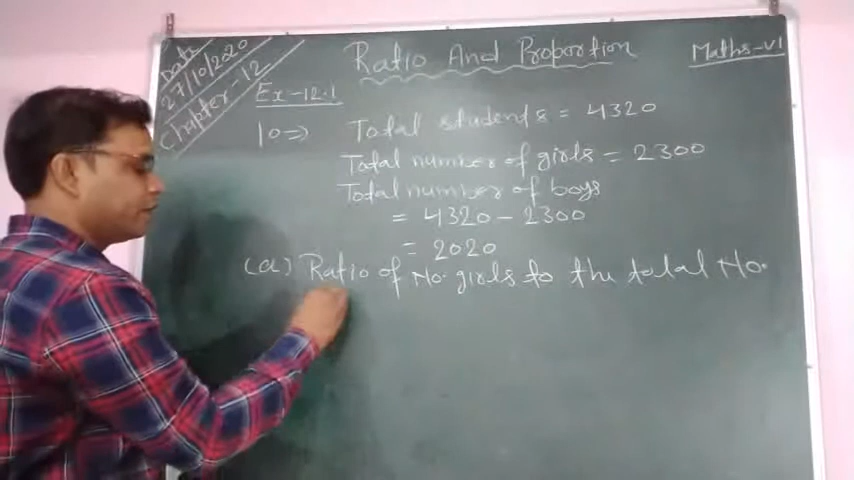 Date
27/10/2020
Chapter-12
Ratio And Proportion
Maths-VI
Ex-12.1
10⇒ Total students = 4320
Total number of girls = 2300
Total number of boys
= 4320 - 2300
= 2020
(a) Ratio of No. girls to the total No.